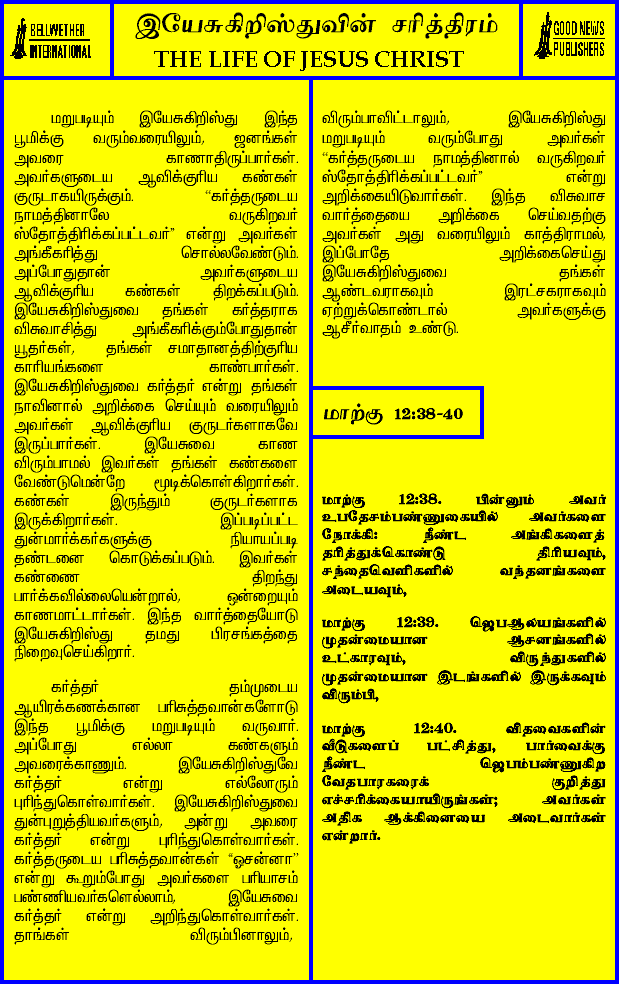 BELLWETHER
INTERNATIONAL
இயேசுகிறிஸ்துவின் சரித்திரம்
THE LIFE OF JESUS CHRIST
GOOD NEWS
PUBLISHERS
மறுபடியும் இயேசுகிறிஸ்து இந்த
பூமிக்கு வரும்வரையிலும், ஜனங்கள்
அவரை காணாதிருப்பார்கள்.
அவர்களுடைய ஆவிக்குரிய கண்கள்
குருடாகயிருக்கும். “கர்த்தருடைய
நாமத்தினாலே வருகிறவர்
ஸ்தோத்திரிக்கப்பட்டவர்” என்று அவர்கள்
அங்கீகரித்து சொல்லவேண்டும்.
அப்போதுதான் அவர்களுடைய
ஆவிக்குரிய கண்கள் திறக்கப்படும்.
இயேசுகிறிஸ்துவை தங்கள் கர்த்தராக
விசுவாசித்து அங்கீகரிக்கும்போதுதான்
யூதர்கள், தங்கள் சமாதானத்திற்குரிய
காரியங்களை காண்பார்கள்.
இயேசுகிறிஸ்துவை கர்த்தர் என்று தங்கள்
நாவினால் அறிக்கை செய்யும் வரையிலும்
அவர்கள் ஆவிக்குரிய குருடர்களாகவே
இருப்பார்கள். இயேசுவை காண
விரும்பாமல் இவர்கள் தங்கள் கண்களை
வேண்டுமென்றே மூடிக்கொள்கிறார்கள்.
கண்கள் இருந்தும் குருடர்களாக
இருக்கிறார்கள். இப்படிப்பட்ட
துன்மார்க்கர்களுக்கு நியாயப்படி
தண்டனை கொடுக்கப்படும். இவர்கள்
கண்ணை திறந்து
பார்க்கவில்லையென்றால், ஒன்றையும்
காணமாட்டார்கள். இந்த வார்த்தையோடு
இயேசுகிறிஸ்து தமது பிரசங்கத்தை
நிறைவுசெய்கிறார்.
கர்த்தர் தம்முடைய
ஆயிரக்கணக்கான பரிசுத்தவான்களோடு
இந்த பூமிக்கு மறுபடியும் வருவார்.
அப்போது எல்லா கண்களும்
அவரைக்காணும். இயேசுகிறிஸ்துவே
கர்த்தர் என்று எல்லோரும்
புரிந்துகொள்வார்கள். இயேசுகிறிஸ்துவை
துன்புறுத்தியவர்களும், அன்று அவரை
கர்த்தர் என்று புரிந்துகொள்வார்கள்.
கர்த்தருடைய பரிசுத்தவான்கள் “ஓசன்னா”
என்று கூறும்போது அவர்களை பரியாசம்
பண்ணியவர்களெல்லாம், இயேசுவை
கர்த்தர் என்று அறிந்துகொள்வார்கள்.
தாங்கள் விரும்பினாலும்,
விரும்பாவிட்டாலும், இயேசுகிறிஸ்து
மறுபடியும் வரும்போது அவர்கள்
“கர்த்தருடைய நாமத்தினால் வருகிறவர்
ஸ்தோத்திரிக்கப்பட்டவர்” என்று
அறிக்கையிடுவார்கள். இந்த விசுவாச
வார்த்தையை அறிக்கை செய்வதற்கு
அவர்கள் அது வரையிலும் காத்திராமல்,
இப்போதே அறிக்கைசெய்து
இயேசுகிறிஸ்துவை தங்கள்
ஆண்டவராகவும் இரட்சகராகவும்
ஏற்றுக்கொண்டால் அவர்களுக்கு
ஆசீர்வாதம் உண்டு.
மாற்கு 12:38-40
மாற்கு 12:38. பின்னும் அவர்
உபதேசம்பண்ணுகையில் அவர்களை
நோக்கி: நீண்ட அங்கிகளைத்
தரித்துக்கொண்டு திரியவும்,
சந்தைவெளிகளில் வந்தனங்களை
அடையவும்,
மாற்கு 12:39. ஜெபஆலயங்களில்
முதன்மையான ஆசனங்களில்
உட்காரவும், விருந்துகளில்
முதன்மையான இடங்களில் இருக்கவும்
விரும்பி,
மாற்கு 12:40. விதவைகளின்
வீடுகளைப் பட்சித்து, பார்வைக்கு
நீண்ட ஜெபம்பண்ணுகிற
வேதபாரகரைக் குறித்து
எச்சரிக்கையாயிருங்கள்; அவர்கள்
அதிக ஆக்கினையை அடைவார்கள்
என்றார்.